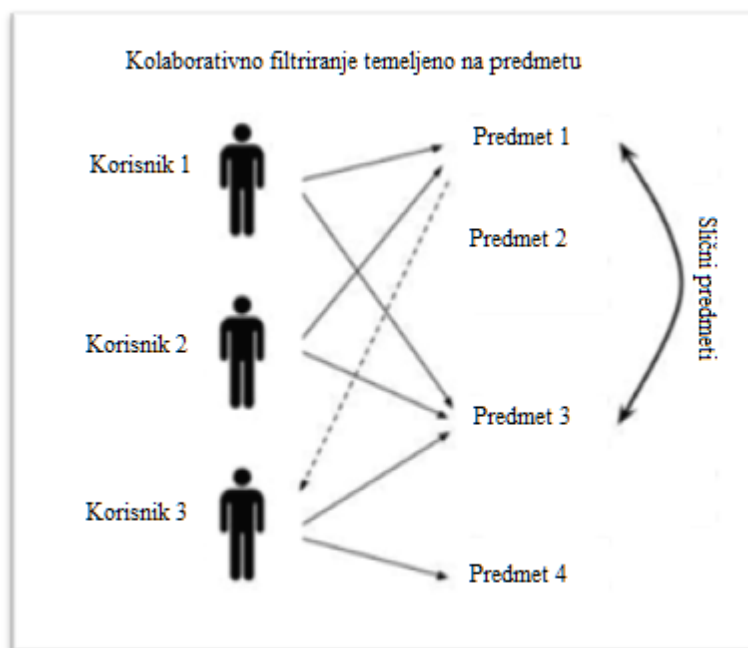 Kolaborativno filtriranje temeljeno na predmetu
Korisnik 1
Predmet 1
Predmet 2
Slični predmeti
Korisnik 2
Predmet 3
Korisnik 3
Predmet 4